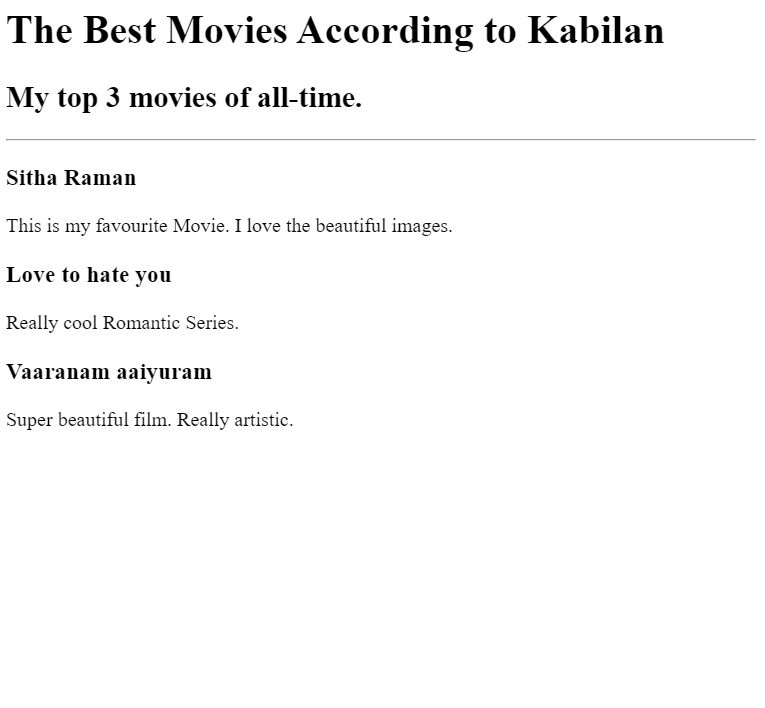 The Best Movies According to Kabilan
My top 3 movies of all-time.
Sitha Raman
This is my favourite Movie. I love the beautiful images.
Love to hate you
Really cool Romantic Series.
Vaaranam aaiyuram
Super beautiful film. Really artistic.